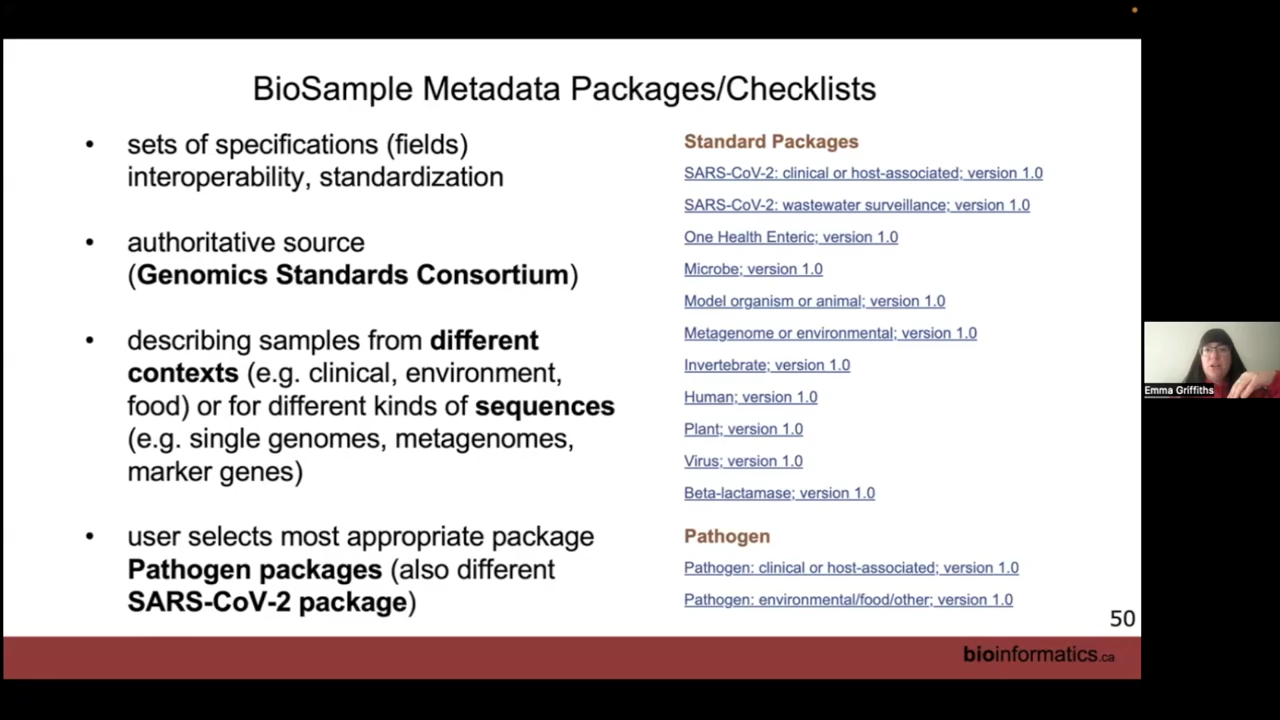 BioSample Metadata Packages/Checklists
• sets of specifications (fields)
interoperability, standardization
• authoritative source
(Genomics Standards Consortium)
• describing samples from different
contexts (e.g. clinical, environment,
food) or for different kinds of sequences
(e.g. single genomes, metagenomes,
marker genes)
• user selects most appropriate package
Pathogen packages (also different
SARS-CoV-2 package)
Standard Packages
SARS-CoV-2: clinical or host-associated; version 1.0
SARS-CoV-2: wastewater surveillance; version 1.0
One Health Enteric; version 1.0
Microbe; version 1.0
Model organism or animal; version 1.0
Metagenome or environmental; version 1.0
Invertebrate; version 1.0
Human; version 1.0
Plant; version 1.0
Virus; version 1.0
Beta-lactamase; version 1.0
Pathogen
Pathogen: clinical or host-associated; version 1.0
Pathogen: environmental/food/other; version 1.0
50
bioinformatics.ca
Emma Griffiths